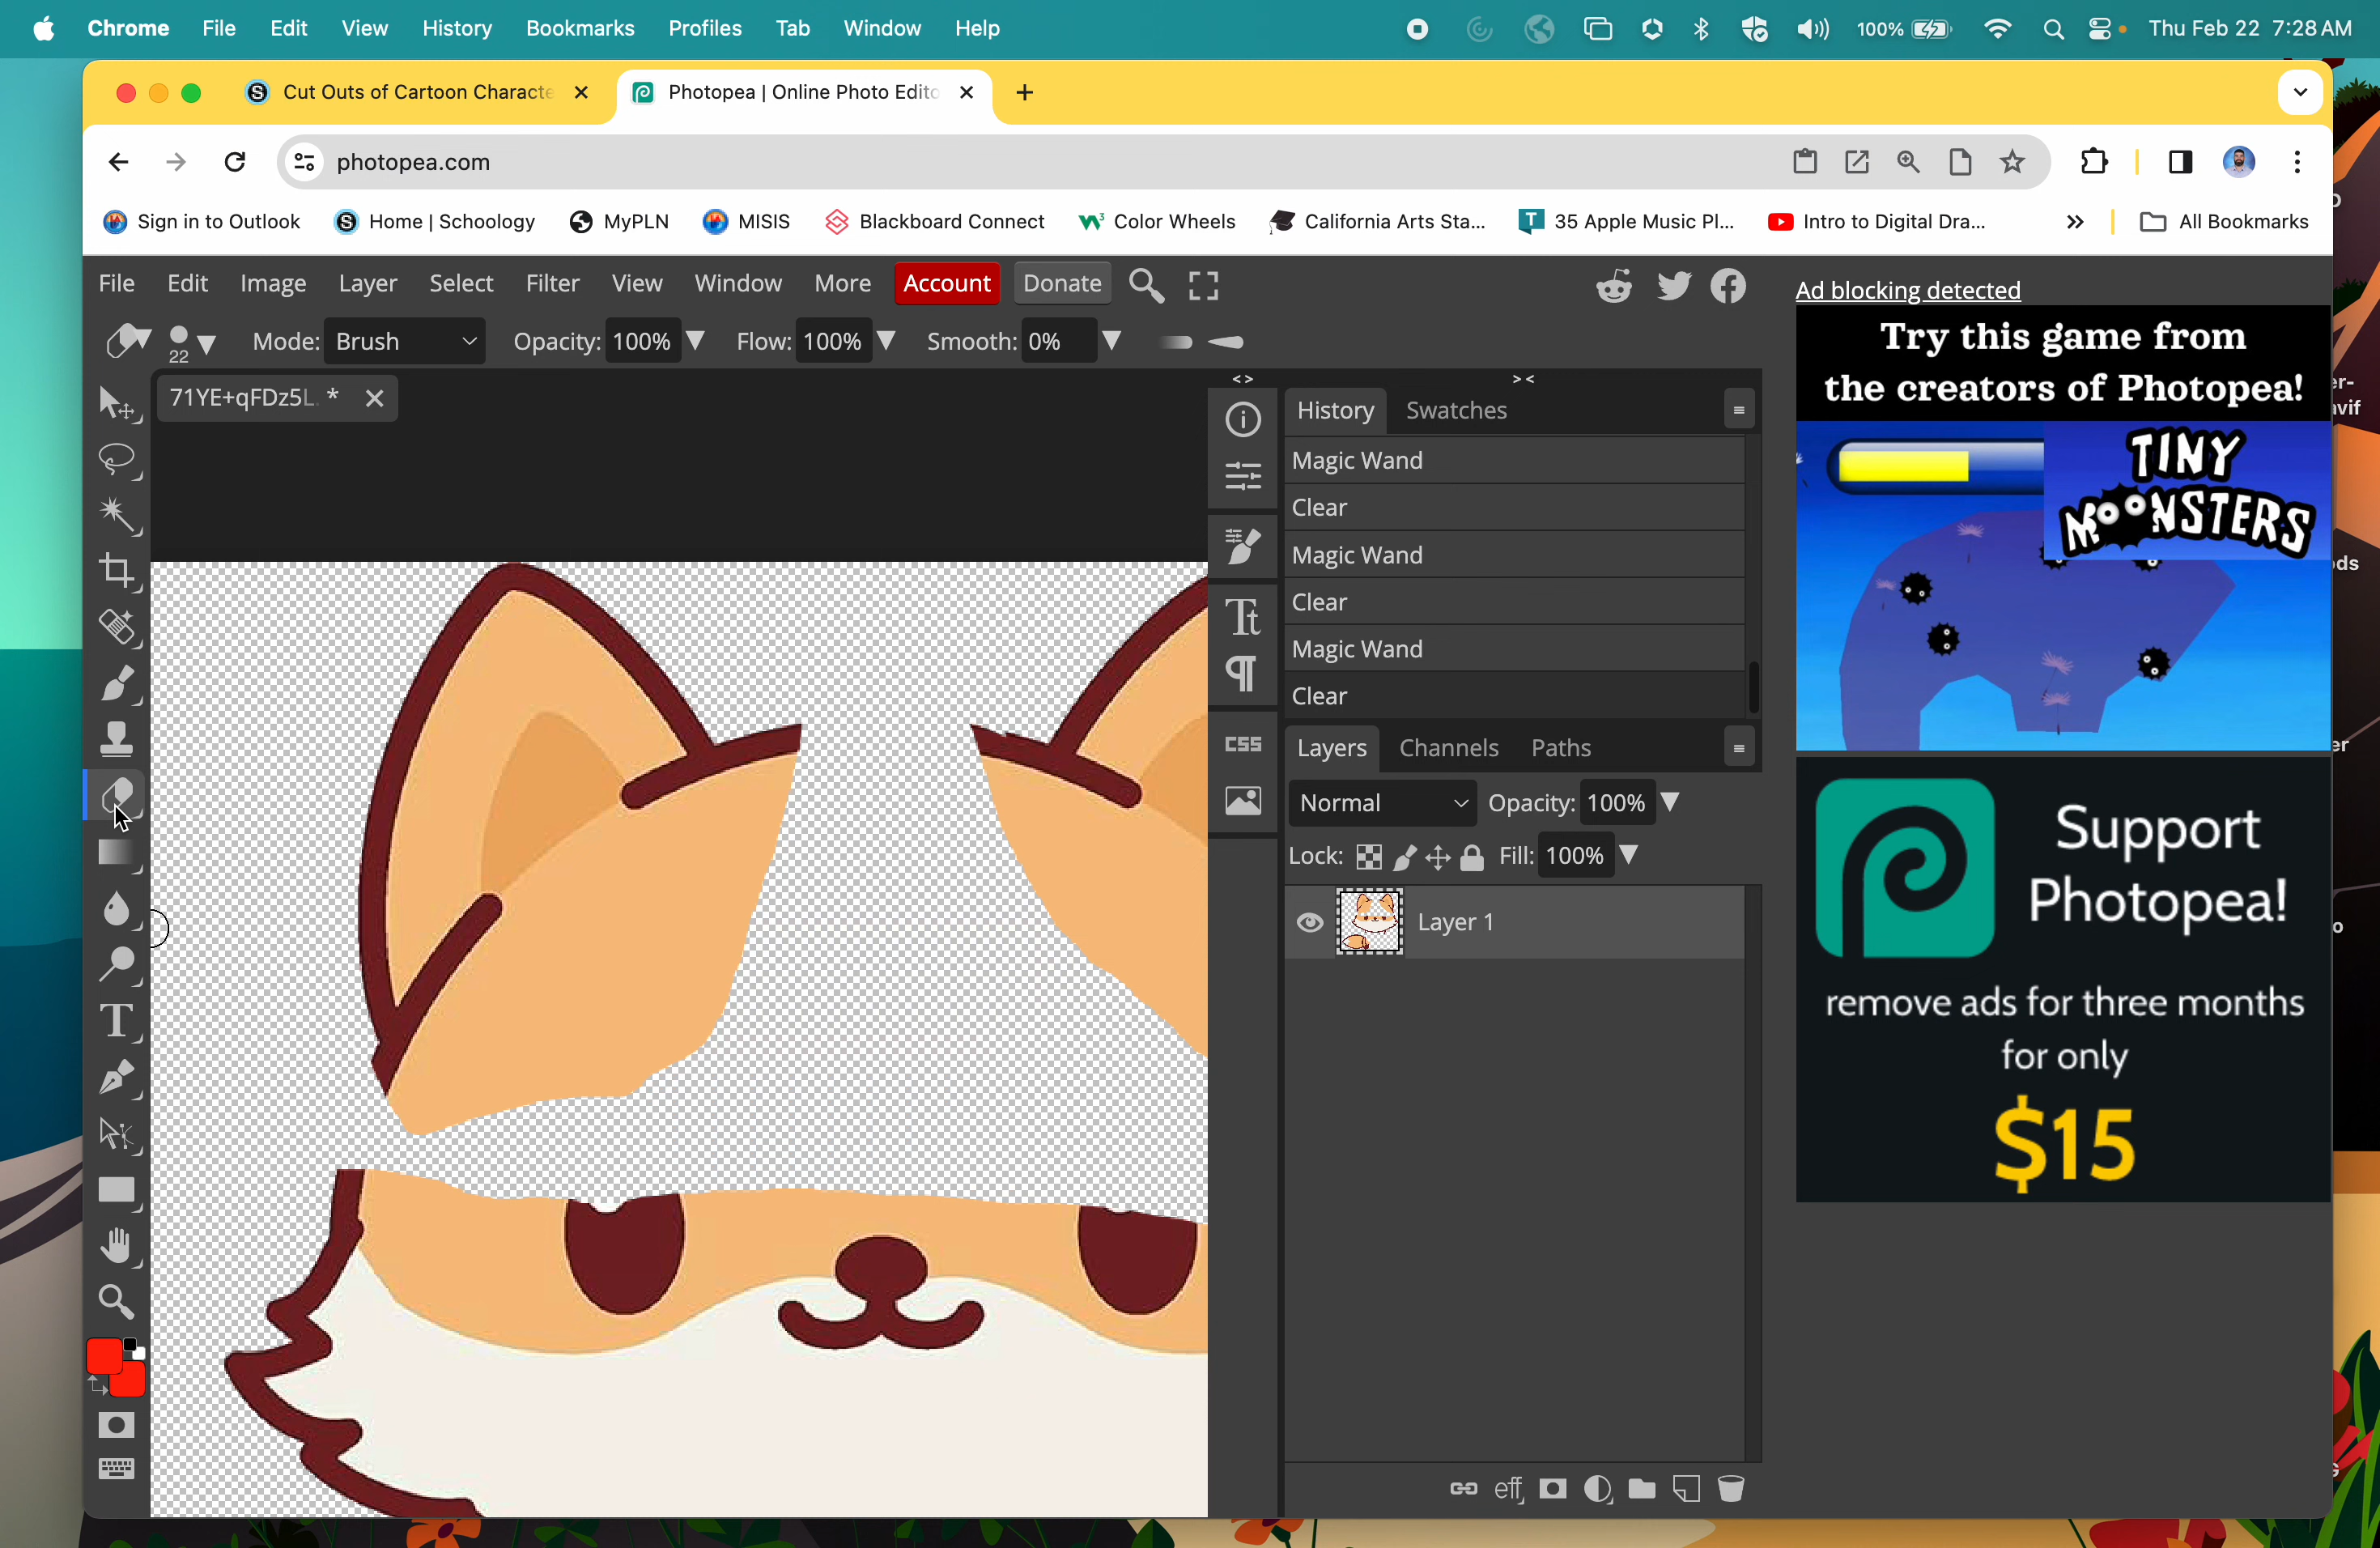 Chrome File Edit View History Bookmarks Profiles Tab Window Help 100% Thu Feb 22 7:28 AM
Cut Outs of Cartoon Characte Photopea | Online Photo Edito
photopea.com
Sign in to Outlook Home | Schoology MyPLN MISIS Blackboard Connect Color Wheels California Arts Sta... 35 Apple Music Pl... Intro to Digital Dra... » All Bookmarks
File Edit Image Layer Select Filter View Window More Account Donate
22 Mode: Brush Opacity: 100% Flow: 100% Smooth: 0%
71YE+qFDz5L. *
< > > <
History Swatches
Magic Wand
Clear
Magic Wand
Clear
Magic Wand
Clear
CSS
Layers Channels Paths
Normal Opacity: 100%
Lock: Fill: 100%
Layer 1
eff
Ad blocking detected
Try this game from
the creators of Photopea!
TINY
MOONSTERS
Support
Photopea!
remove ads for three months
for only
$15